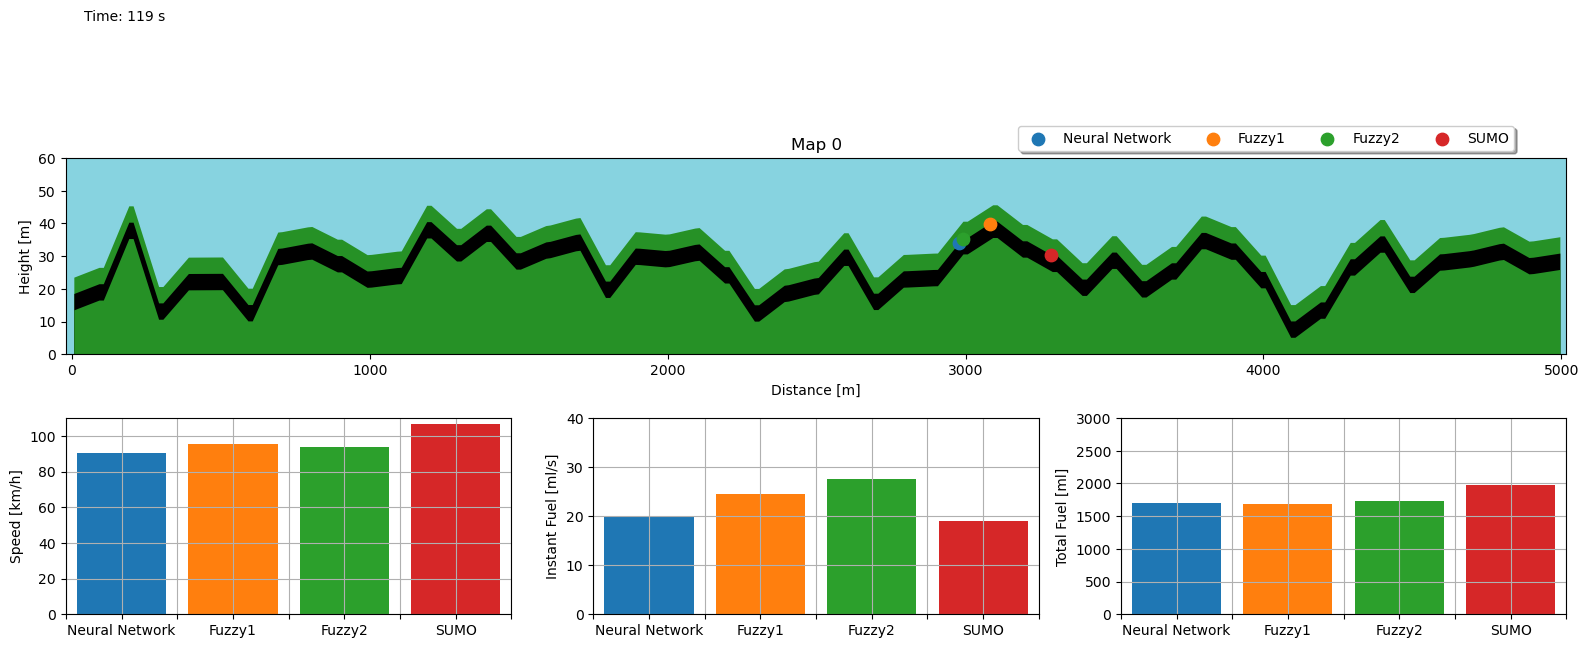 Time: 119 s
Map 0
Neural Network Fuzzy1 Fuzzy2 SUMO
Height [m]
60
50
40
30
20
10
0
0 1000 2000 3000 4000 5000
Distance [m]
Speed [km/h]
100
80
60
40
20
0
Neural Network Fuzzy1 Fuzzy2 SUMO
Instant Fuel [ml/s]
40
30
20
10
0
Neural Network Fuzzy1 Fuzzy2 SUMO
Total Fuel [ml]
3000
2500
2000
1500
1000
500
0
Neural Network Fuzzy1 Fuzzy2 SUMO